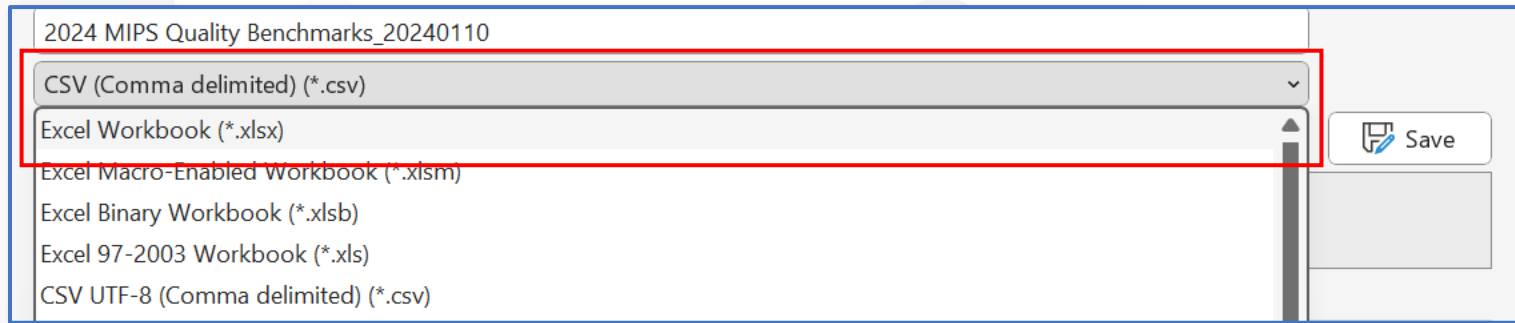 2024 MIPS Quality Benchmarks_20240110
CSV (Comma delimited) (*.csv)
Excel Workbook (*.xlsx)
Save
Excel Macro-Enabled Workbook (*.xlsm)
Excel Binary Workbook (*.xlsb)
Excel 97-2003 Workbook (*.xls)
CSV UTF-8 (Comma delimited) (*.csv)